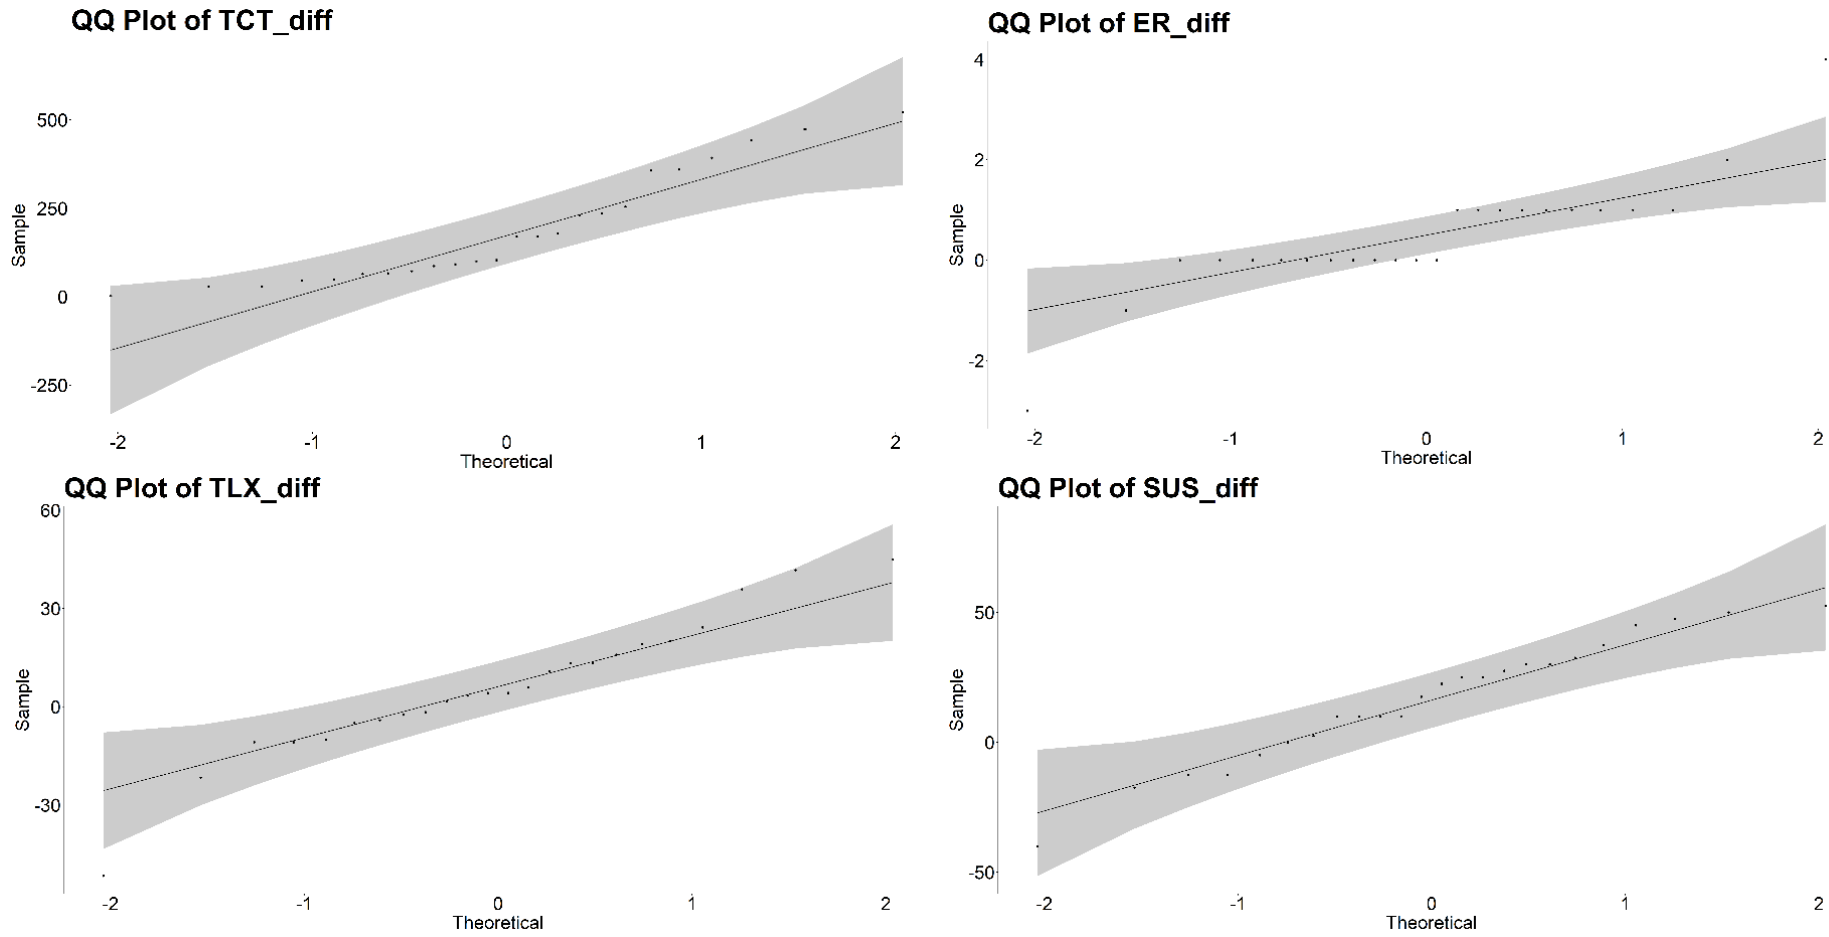 QQ Plot of TCT_diff
500
250
0
-250
Sample
-2 -1 0 1 2
Theoretical
QQ Plot of ER_diff
4
2
0
-2
Sample
-2 -1 0 1 2
Theoretical
QQ Plot of TLX_diff
60
30
0
-30
Sample
-2 -1 0 1 2
Theoretical
QQ Plot of SUS_diff
50
0
-50
Sample
-2 -1 0 1 2
Theoretical